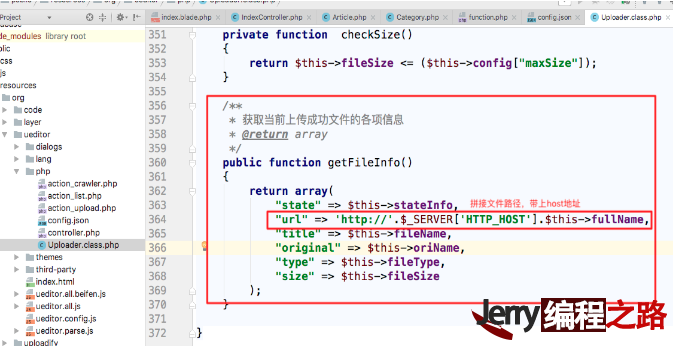 Project
index.blade.php
IndexController.php
Article.php
Category.php
function.php
config.json
Uploader.class.php
de_modules library root
blic
css
js
resources
org
code
layer
ueditor
dialogs
lang
php
action_crawler.php
action_list.php
action_upload.php
config.json
controller.php
Uploader.class.php
themes
third-party
index.html
ueditor.all.beifen.js
ueditor.all.js
ueditor.config.js
ueditor.parse.js
uploadify
351 private function checkSize()
352 {
353 return $this->fileSize <= ($this->config["maxSize"]);
354 }
355
356 /**
357 * 获取当前上传成功文件的各项信息
358 * @return array
359 */
360 public function getFileInfo()
361 {
362 return array(
363 "state" => $this->stateInfo, 拼接文件路径，带上host地址
364 "url" => 'http://'.$_SERVER['HTTP_HOST'].$this->fullName,
365 "title" => $this->fileName,
366 "original" => $this->oriName,
367 "type" => $this->fileType,
368 "size" => $this->fileSize
369 );
370 }
371
372 }
Jerry编程之路